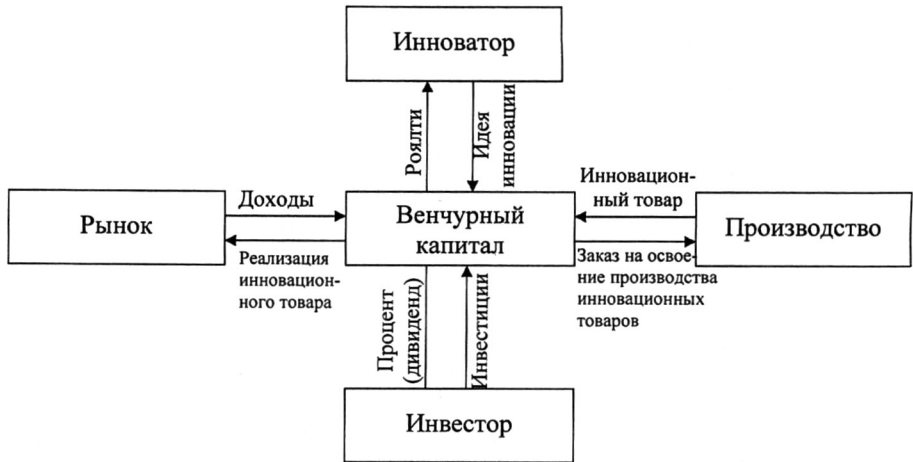 Инноватор
Роялти
Идея
инновации
Рынок
Доходы
Реализация
инновацион-
ного товара
Венчурный
капитал
Инновацион-
ный товар
Заказ на освое-
ние производства
инновационных
товаров
Производство
Процент
(дивиденд)
Инвестиции
Инвестор